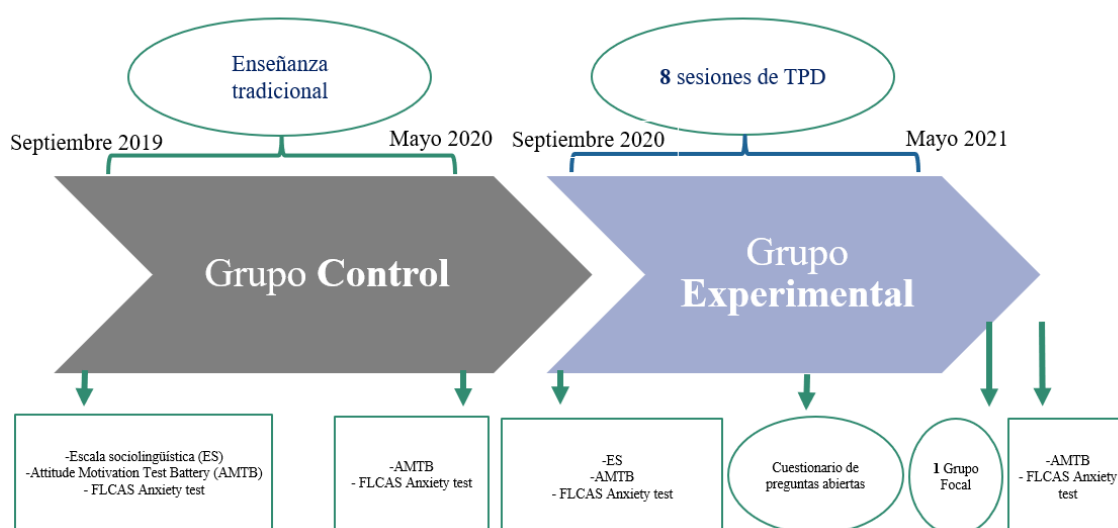 Enseñanza
tradicional
8 sesiones de TPD
Septiembre 2019
Mayo 2020
Septiembre 2020
Mayo 2021
Grupo Control
Grupo
Experimental
-Escala sociolingüística (ES)
-Attitude Motivation Test Battery (AMTB)
- FLCAS Anxiety test
-AMTB
- FLCAS Anxiety test
-ES
-AMTB
- FLCAS Anxiety test
Cuestionario de
preguntas abiertas
1 Grupo
Focal
-AMTB
- FLCAS Anxiety
test